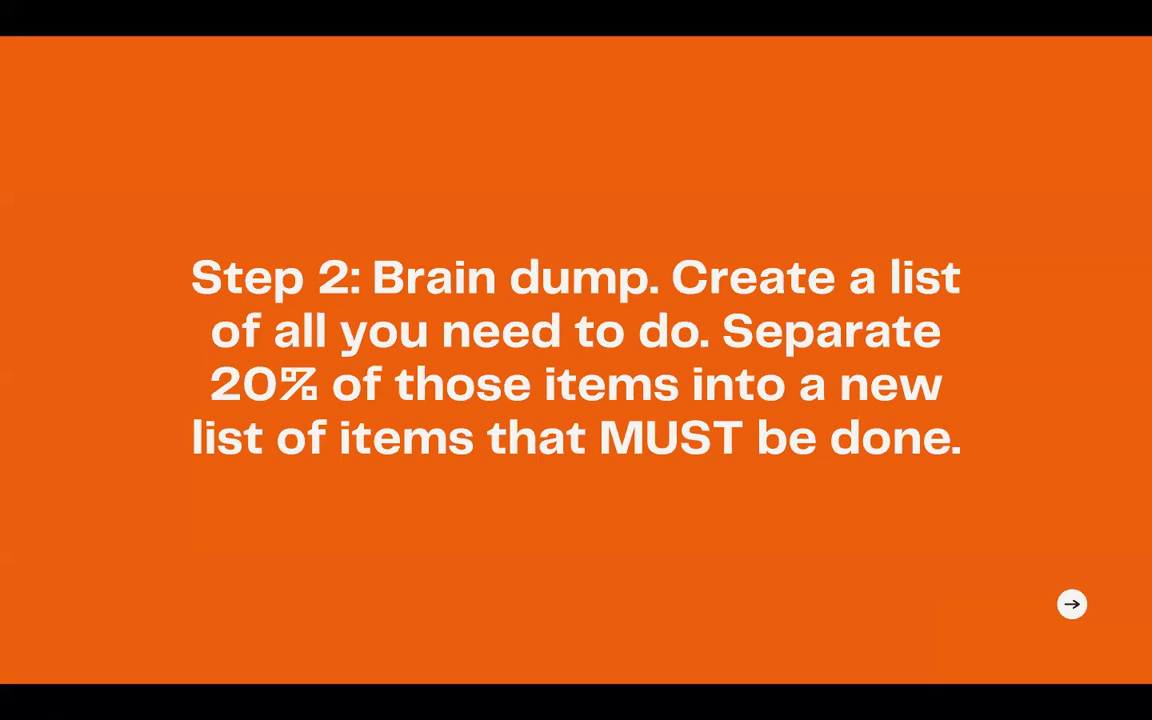 Step 2: Brain dump. Create a list
of all you need to do. Separate
20% of those items into a new
list of items that MUST be done.